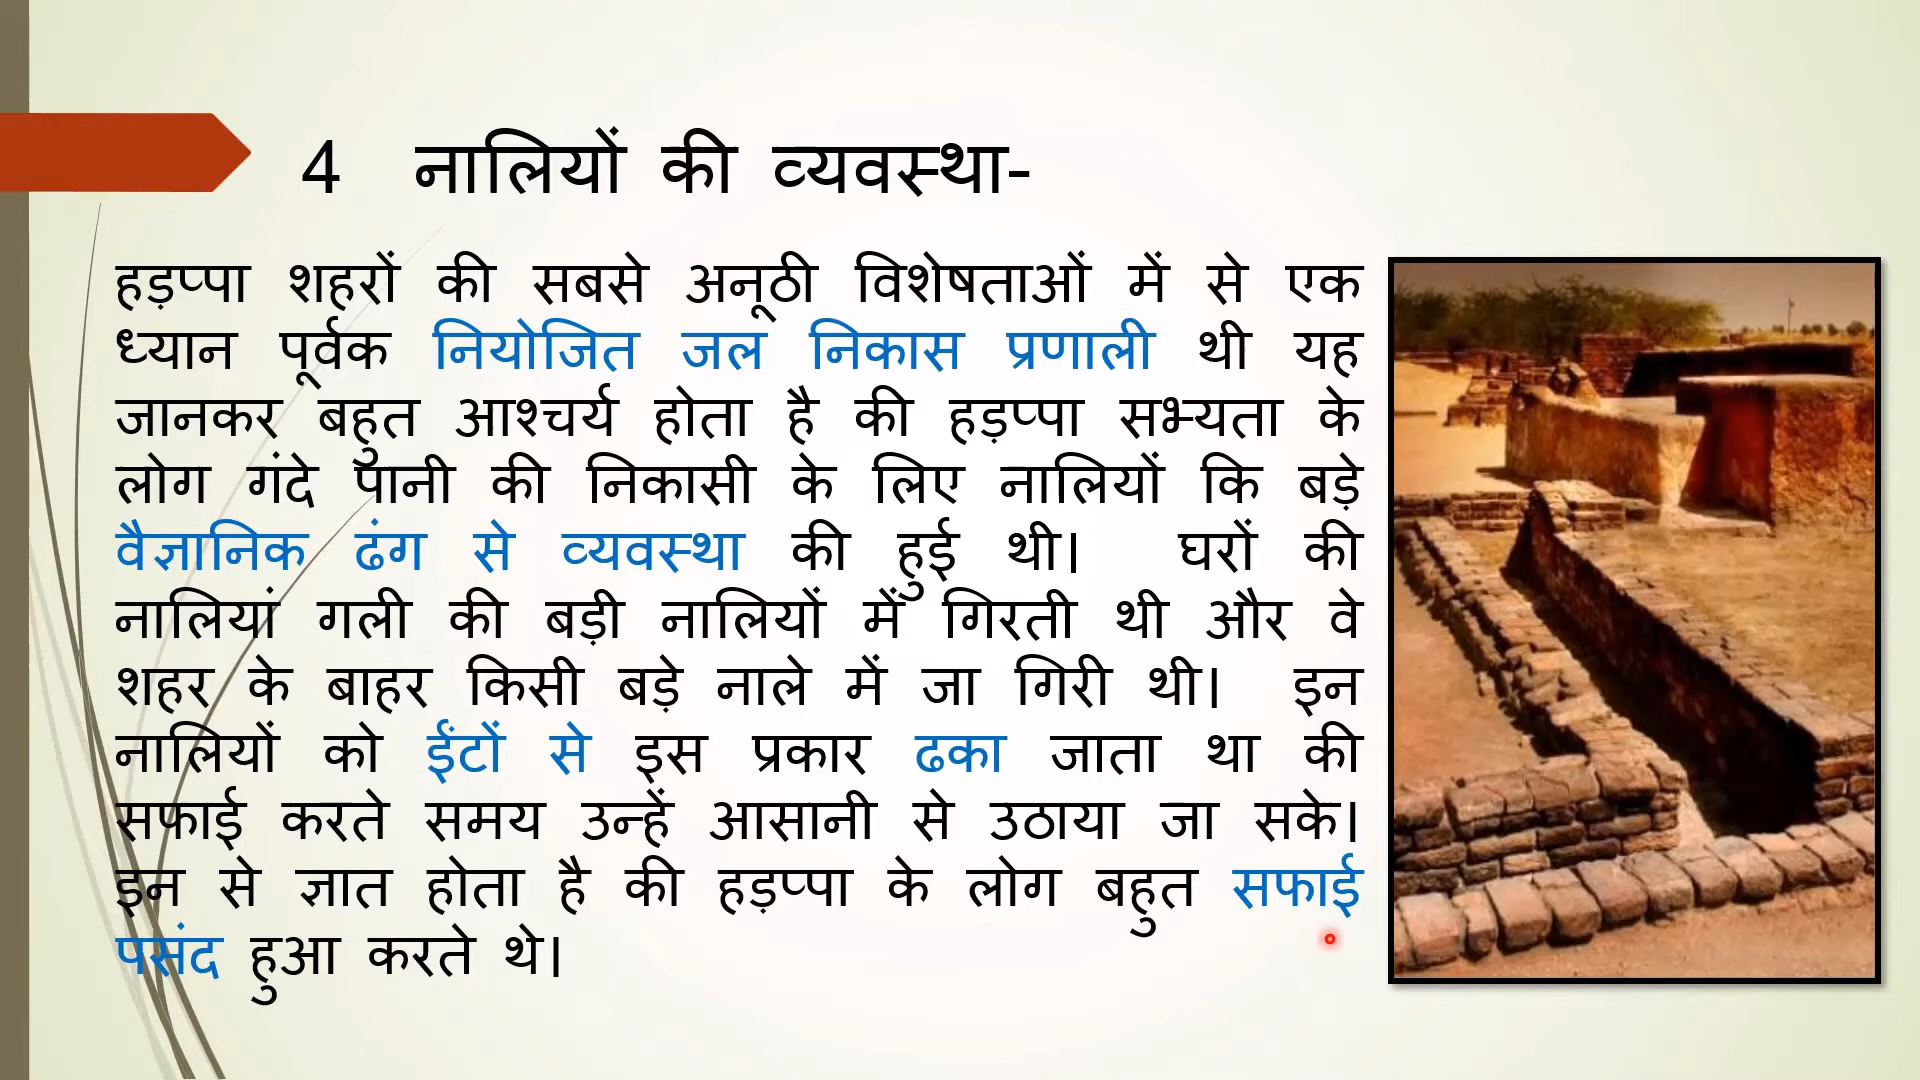 4 नालियों की व्यवस्था-
हड़प्पा शहरों की सबसे अनूठी विशेषताओं में से एक
ध्यान पूर्वक नियोजित जल निकास प्रणाली थी यह
जानकर बहुत आश्चर्य होता है की हड़प्पा सभ्यता के
लोग गंदे पानी की निकासी के लिए नालियों कि बड़े
वैज्ञानिक ढंग से व्यवस्था की हुई थी। घरों की
नालियां गली की बड़ी नालियों में गिरती थी और वे
शहर के बाहर किसी बड़े नाले में जा गिरी थी। इन
नालियों को ईंटों से इस प्रकार ढका जाता था की
सफाई करते समय उन्हें आसानी से उठाया जा सके।
इन से ज्ञात होता है की हड़प्पा के लोग बहुत सफाई
पसंद हुआ करते थे।